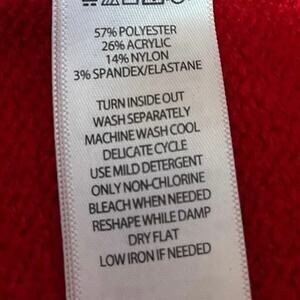 57% POLYESTER
26% ACRYLIC
14% NYLON
3% SPANDEX/ELASTANE
TURN INSIDE OUT
WASH SEPARATELY
MACHINE WASH COOL
DELICATE CYCLE
USE MILD DETERGENT
ONLY NON-CHLORINE
BLEACH WHEN NEEDED
RESHAPE WHILE DAMP
DRY FLAT
LOW IRON IF NEEDED